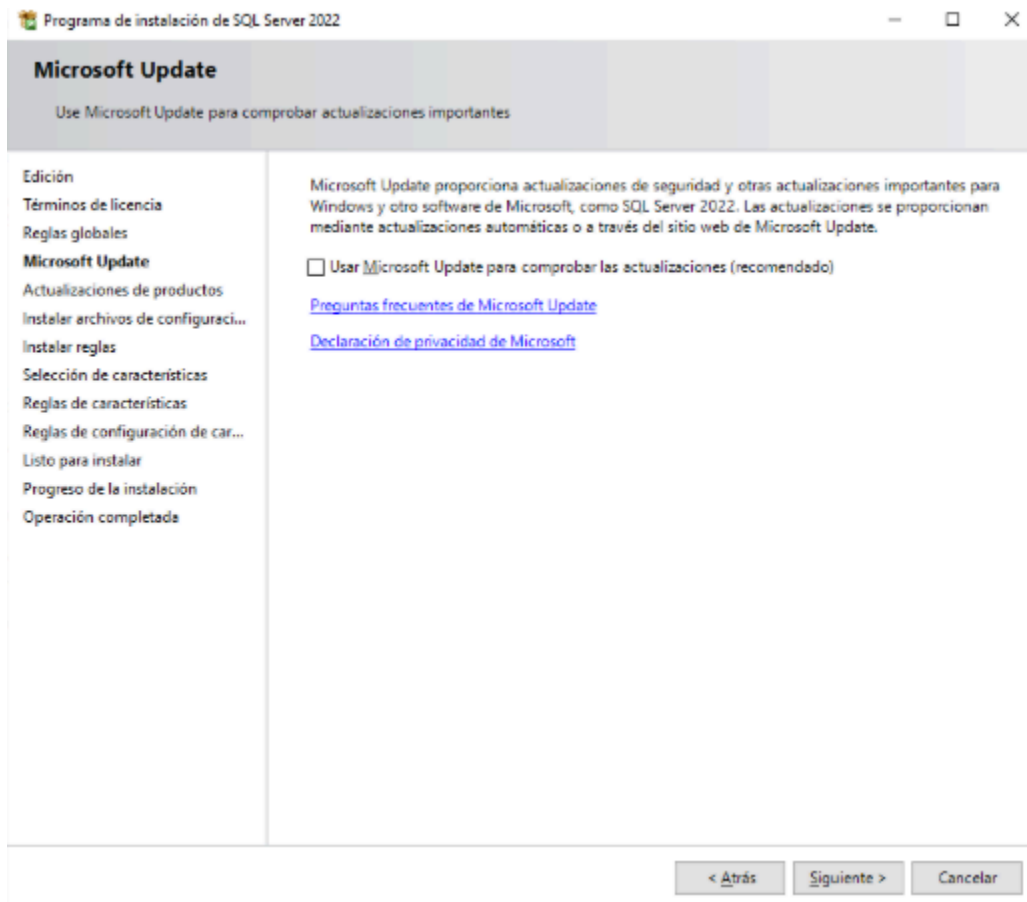 Programa de instalación de SQL Server 2022
Microsoft Update
Use Microsoft Update para comprobar actualizaciones importantes
Edición
Términos de licencia
Reglas globales
Microsoft Update
Actualizaciones de productos
Instalar archivos de configuraci...
Instalar reglas
Selección de características
Reglas de características
Reglas de configuración de car...
Listo para instalar
Progreso de la instalación
Operación completada
Microsoft Update proporciona actualizaciones de seguridad y otras actualizaciones importantes para
Windows y otro software de Microsoft, como SQL Server 2022. Las actualizaciones se proporcionan
mediante actualizaciones automáticas o a través del sitio web de Microsoft Update.
Usar Microsoft Update para comprobar las actualizaciones (recomendado)
Preguntas frecuentes de Microsoft Update
Declaración de privacidad de Microsoft
< Atrás
Siguiente >
Cancelar